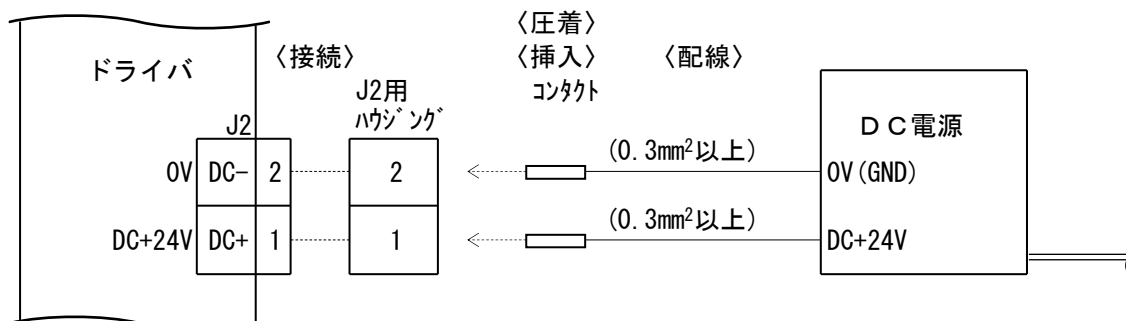 〈圧着〉
〈接続〉 〈挿入〉 〈配線〉
ドライバ J2用 コンタクト
ハウジング
J2 DC電源
(0.3mm²以上)
0V DC- 2 2 0V(GND)
(0.3mm²以上)
DC+24V DC+ 1 1 DC+24V